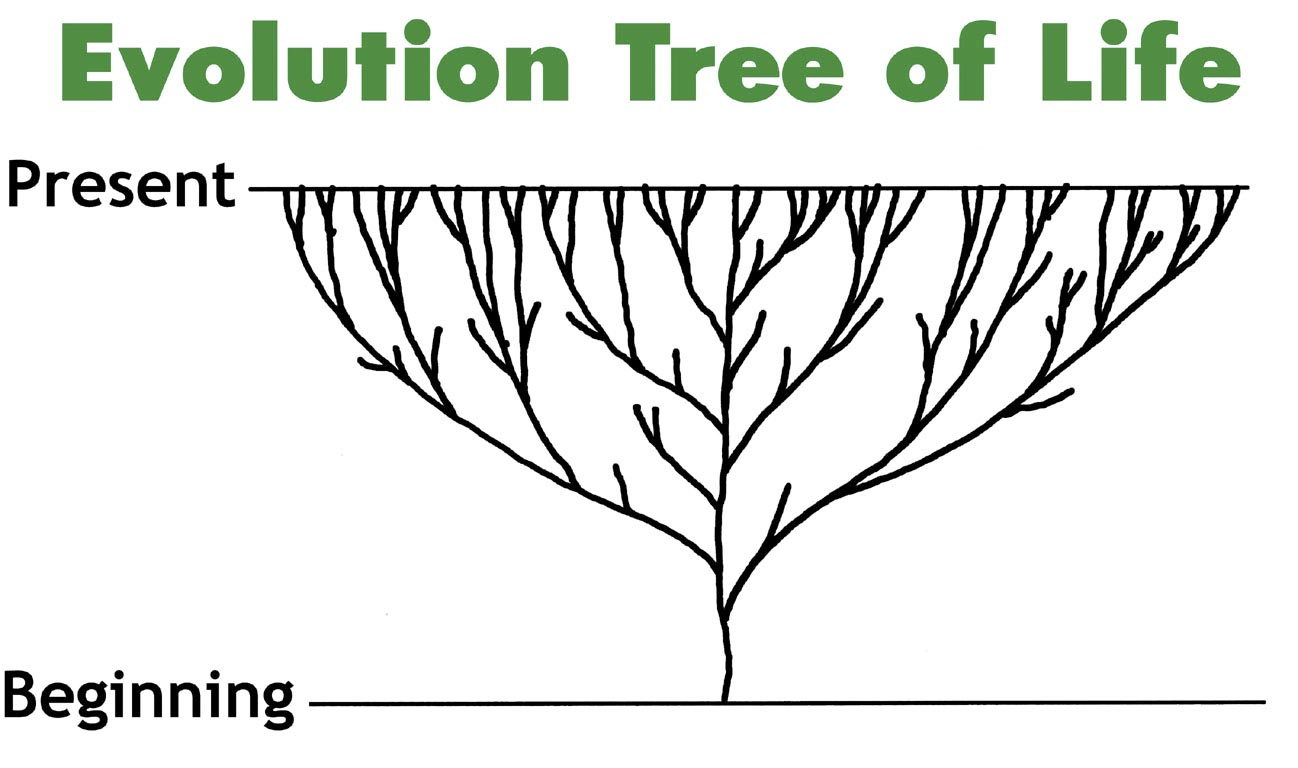 Evolution Tree of Life
Present
Beginning